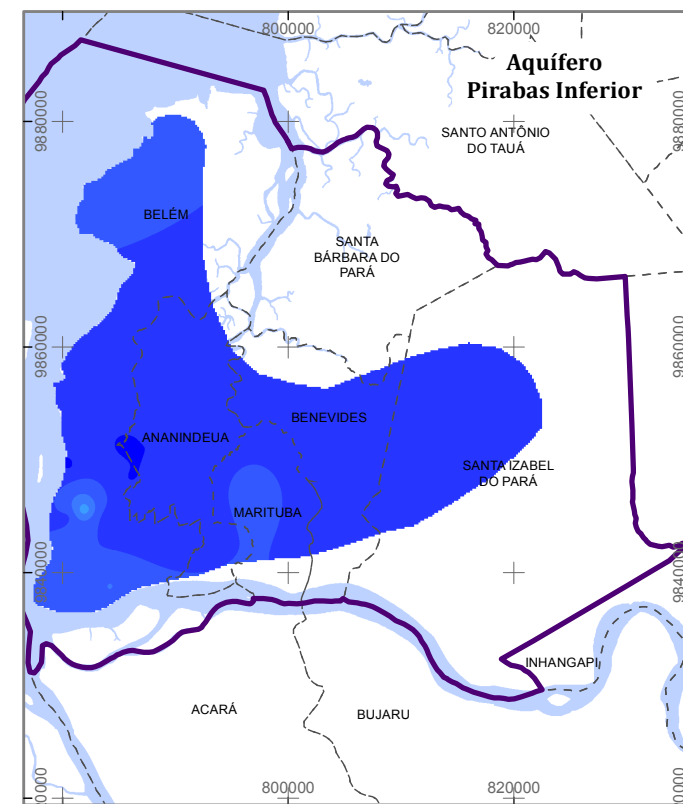 800000
820000
Aquífero
Pirabas Inferior
9880000
9880000
SANTO ANTÔNIO
DO TAUÁ
BELÉM
SANTA
BÁRBARA DO
PARÁ
9860000
9860000
BENEVIDES
ANANINDEUA
SANTA IZABEL
DO PARÁ
MARITUBA
9840000
9840000
INHANGAPI
ACARÁ
BUJARU
800000
820000